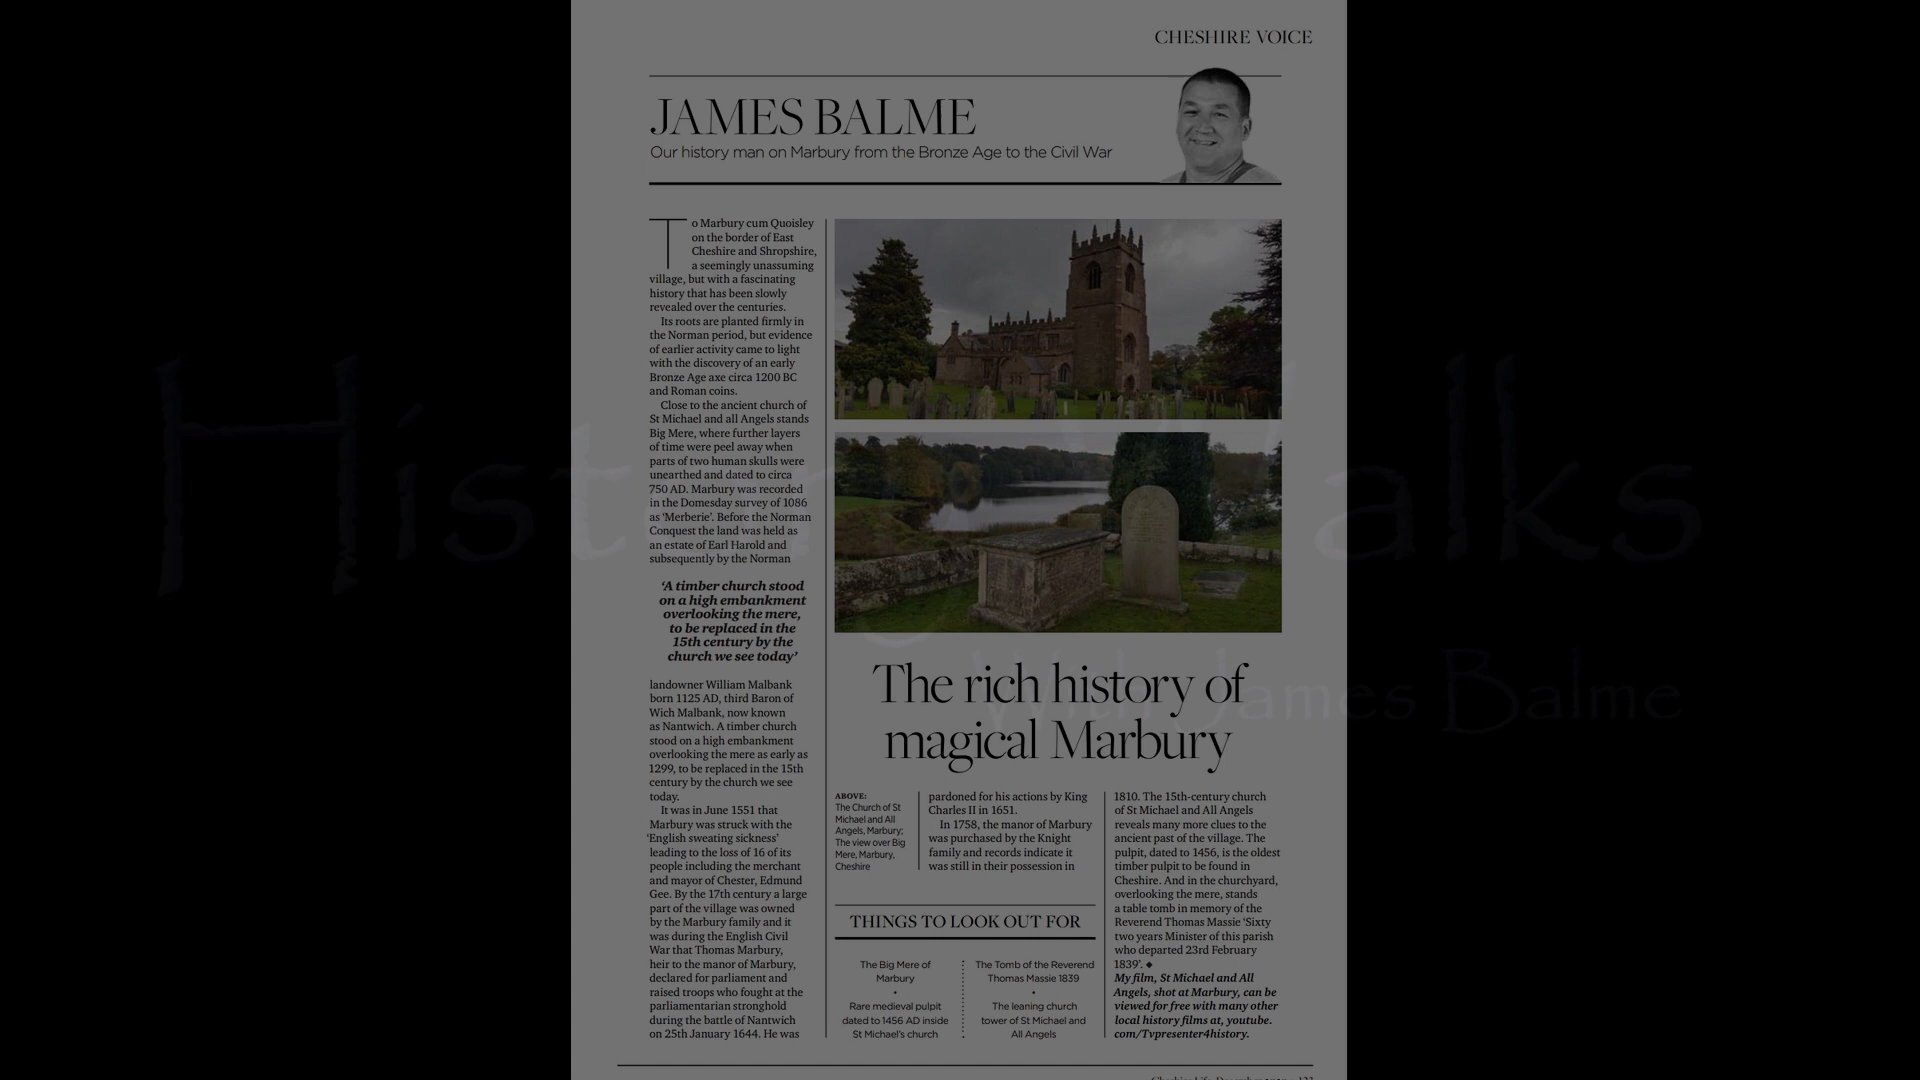 CHESHIRE VOICE
JAMES BALME
Our history man on Marbury from the Bronze Age to the Civil War
To Marbury cum Quoisley
on the border of East
Cheshire and Shropshire,
a seemingly unassuming
village, but with a fascinating
history that has been slowly
revealed over the centuries.
Its roots are planted firmly in
the Norman period, but evidence
of earlier activity came to light
with the discovery of an early
Bronze Age axe circa 1200 BC
and Roman coins.
Close to the ancient church of
St Michael and all Angels stands
Big Mere, where further layers
of time were peel away when
parts of two human skulls were
unearthed and dated to circa
750 AD. Marbury was recorded
in the Domesday survey of 1086
as ‘Merberie’. Before the Norman
Conquest the land was held as
an estate of Earl Harold and
subsequently by the Norman
‘A timber church stood
on a high embankment
overlooking the mere,
to be replaced in the
15th century by the
church we see today’
landowner William Malbank
born 1125 AD, third Baron of
Wich Malbank, now known
as Nantwich. A timber church
stood on a high embankment
overlooking the mere as early as
1299, to be replaced in the 15th
century by the church we see
today.
It was in June 1551 that
Marbury was struck with the
‘English sweating sickness’
leading to the loss of 16 of its
people including the merchant
and mayor of Chester, Edmund
Gee. By the 17th century a large
part of the village was owned
by the Marbury family and it
was during the English Civil
War that Thomas Marbury,
heir to the manor of Marbury,
declared for parliament and
raised troops who fought at the
parliamentarian stronghold
during the battle of Nantwich
on 25th January 1644. He was
The rich history of
magical Marbury
ABOVE:
The Church of St
Michael and All
Angels, Marbury;
The view over Big
Mere, Marbury,
Cheshire
pardoned for his actions by King
Charles II in 1651.
In 1758, the manor of Marbury
was purchased by the Knight
family and records indicate it
was still in their possession in
1810. The 15th-century church
of St Michael and All Angels
reveals many more clues to the
ancient past of the village. The
pulpit, dated to 1456, is the oldest
timber pulpit to be found in
Cheshire. And in the churchyard,
overlooking the mere, stands
a table tomb in memory of the
Reverend Thomas Massie ‘Sixty
two years Minister of this parish
who departed 23rd February
1839’. ◆
My film, St Michael and All
Angels, shot at Marbury, can be
viewed for free with many other
local history films at, youtube.
com/Tvpresenter4history.
THINGS TO LOOK OUT FOR
The Big Mere of
Marbury
•
Rare medieval pulpit
dated to 1456 AD inside
St Michael's church
The Tomb of the Reverend
Thomas Massie 1839
•
The leaning church
tower of St Michael and
All Angels
With James Balme